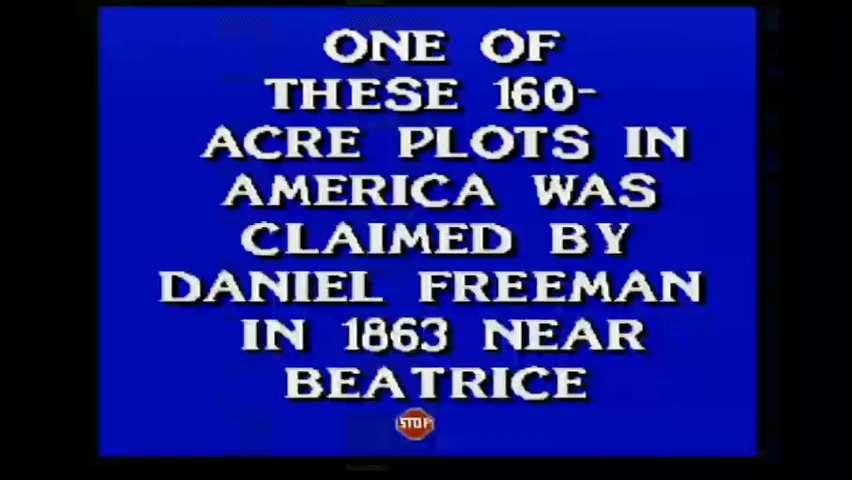 ONE OF
THESE 160-
ACRE PLOTS IN
AMERICA WAS
CLAIMED BY
DANIEL FREEMAN
IN 1863 NEAR
BEATRICE
STOP